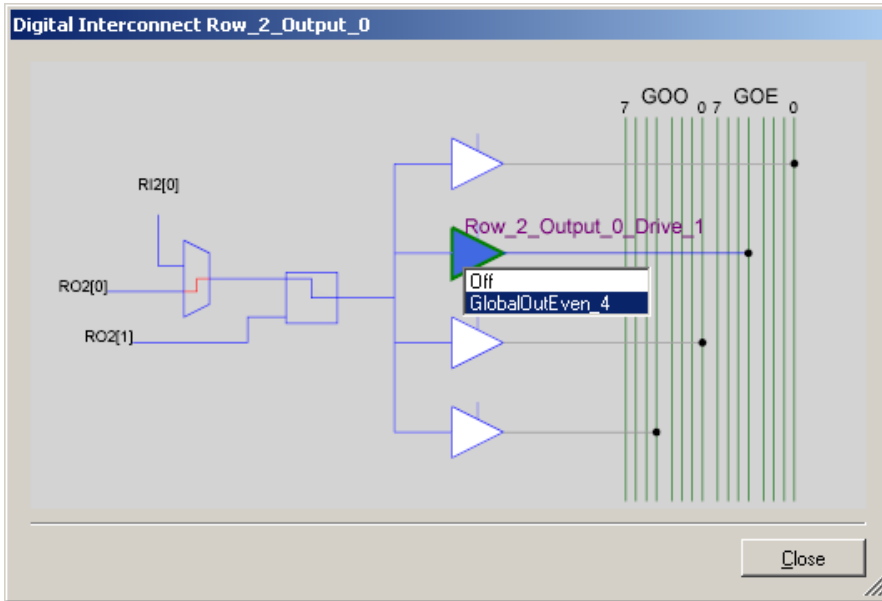 Digital Interconnect Row_2_Output_0
7 GOO 0 7 GOE 0
RI2[0]
Row_2_Output_0_Drive_1
Off
RO2[0]
GlobalOutEven_4
RO2[1]
Close